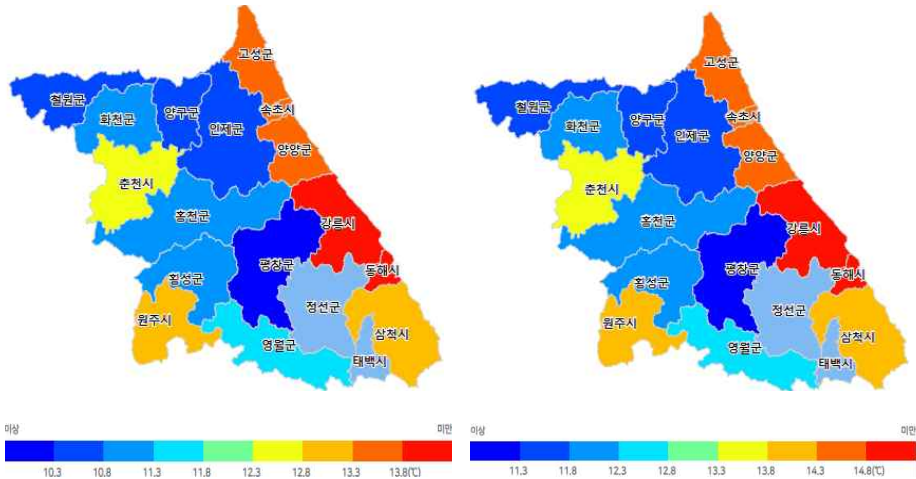 고성군
철원군
양구군
속초시
화천군
인제군
양양군
춘천시
홍천군
강릉시
평창군
동해시
횡성군
정선군
원주시
삼척시
영월군
태백시
이상
미만
10.3 10.8 11.3 11.8 12.3 12.8 13.3 13.8(℃)
고성군
철원군
양구군
속초시
화천군
인제군
양양군
춘천시
홍천군
강릉시
평창군
동해시
횡성군
정선군
원주시
삼척시
영월군
태백시
이상
미만
11.3 11.8 12.3 12.8 13.3 13.8 14.3 14.8(℃)